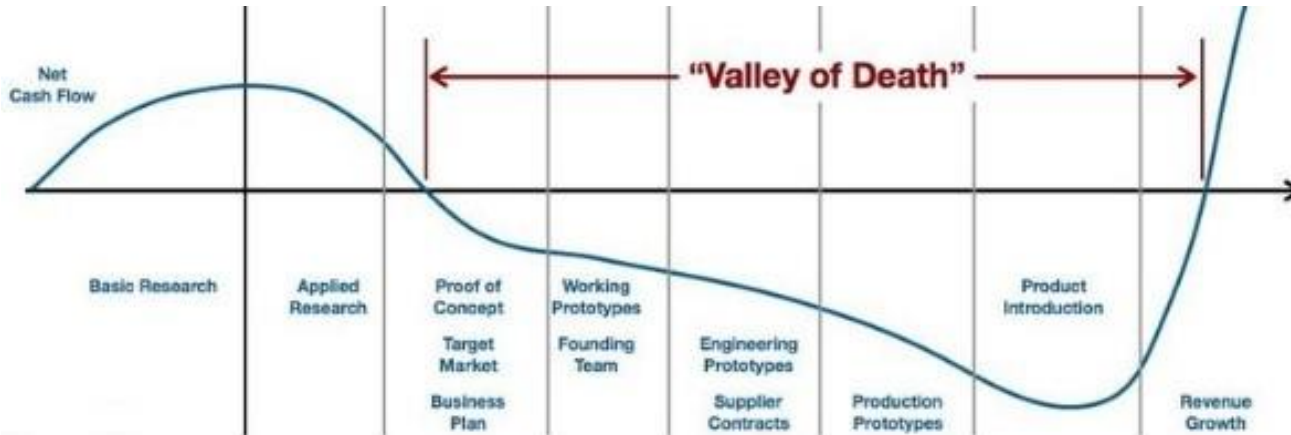 Net
Cash Flow
“Valley of Death”
Basic Research
Applied
Research
Proof of
Concept
Target
Market
Business
Plan
Working
Prototypes
Founding
Team
Engineering
Prototypes
Supplier
Contracts
Production
Prototypes
Product
Introduction
Revenue
Growth